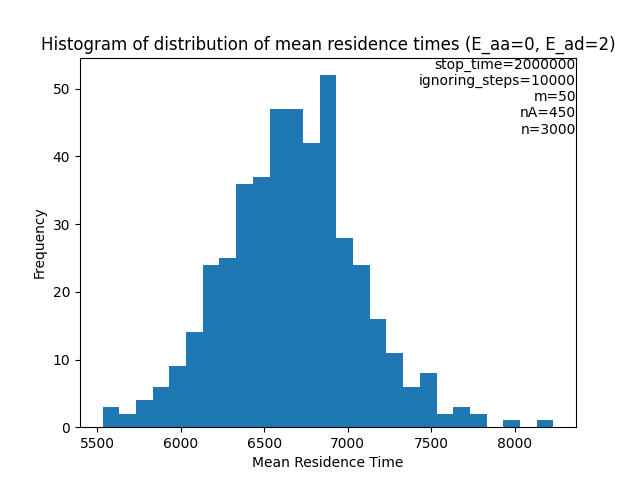 Histogram of distribution of mean residence times (E_aa=0, E_ad=2)
stop_time=2000000
ignoring_steps=10000
m=50
nA=450
n=3000
50
40
30
20
10
0
Frequency
5500 6000 6500 7000 7500 8000
Mean Residence Time